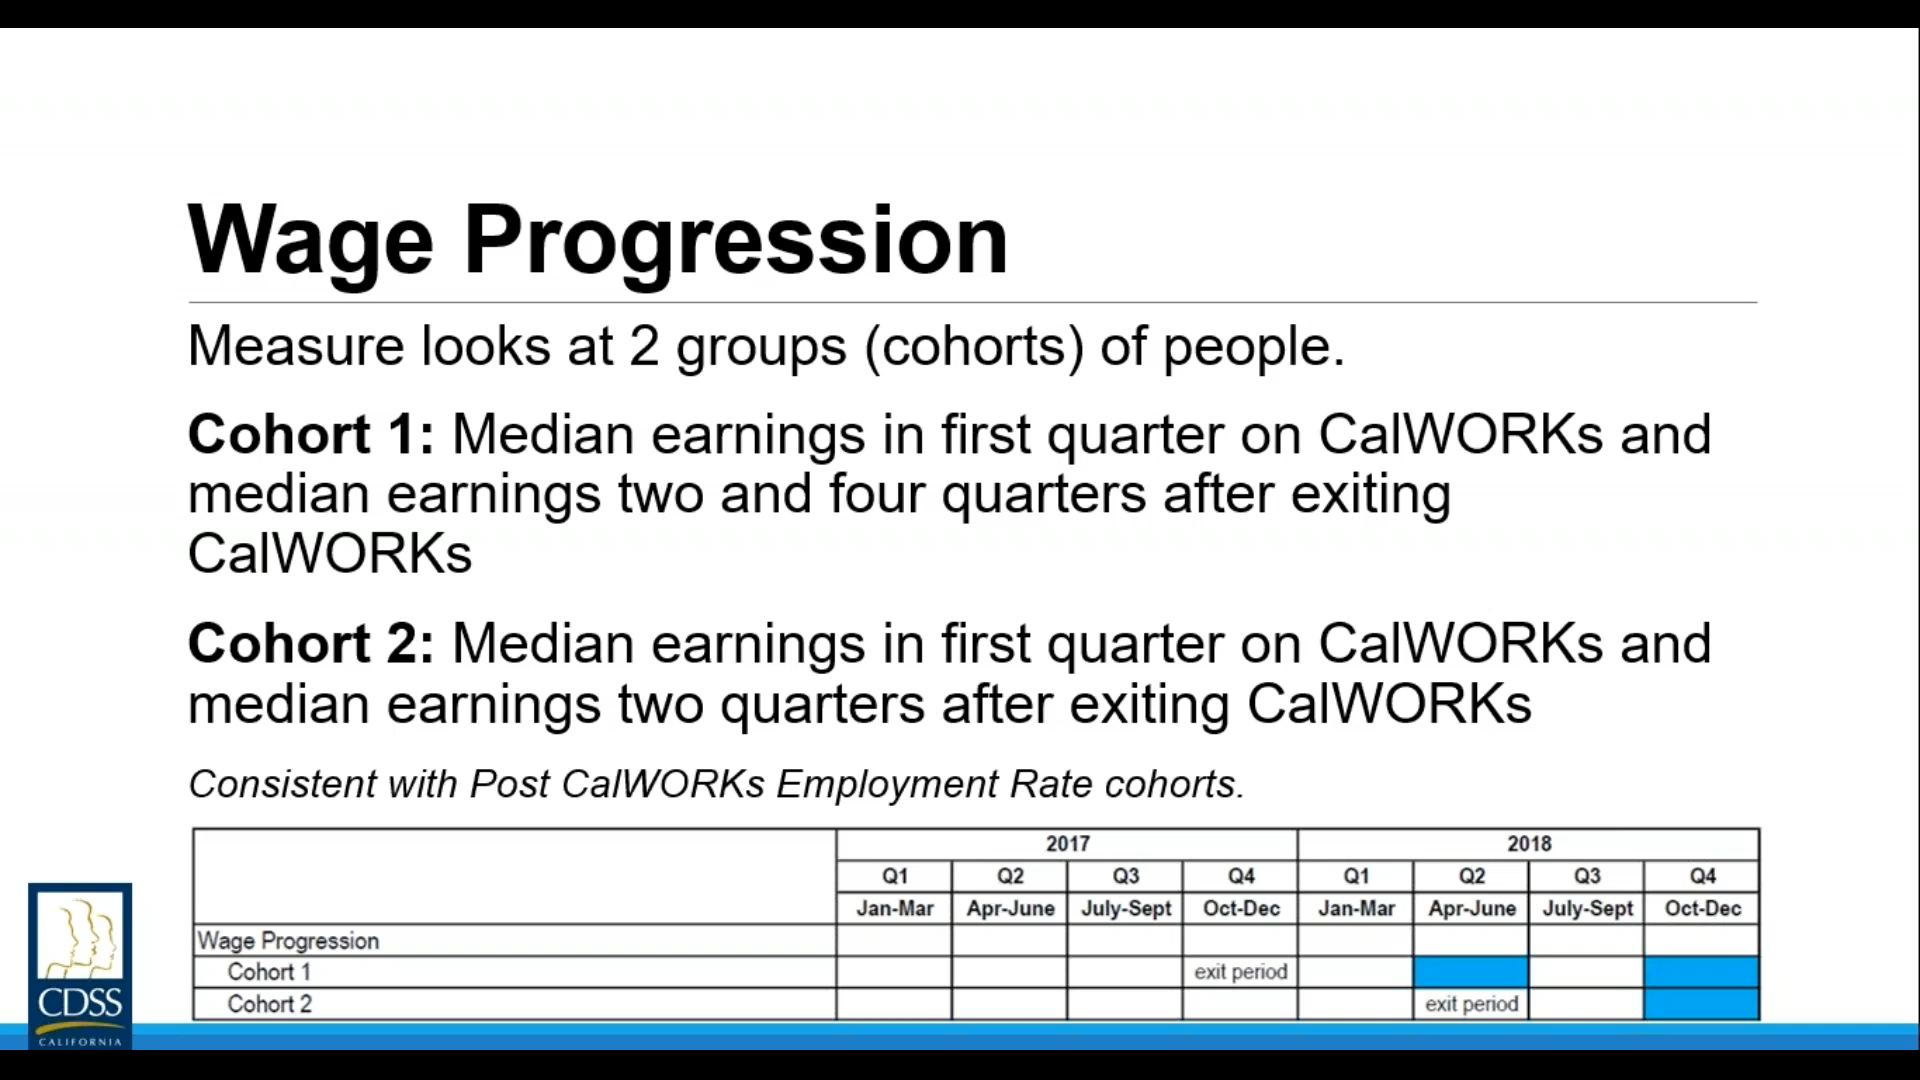 Wage Progression
Measure looks at 2 groups (cohorts) of people.
Cohort 1: Median earnings in first quarter on CalWORKs and
median earnings two and four quarters after exiting
CalWORKs
Cohort 2: Median earnings in first quarter on CalWORKs and
median earnings two quarters after exiting CalWORKs
Consistent with Post CalWORKs Employment Rate cohorts.
2017 2018
Q1 Q2 Q3 Q4 Q1 Q2 Q3 Q4
Jan-Mar Apr-June July-Sept Oct-Dec Jan-Mar Apr-June July-Sept Oct-Dec
Wage Progression
Cohort 1 exit period
Cohort 2 exit period
CDSS
CALIFORNIA